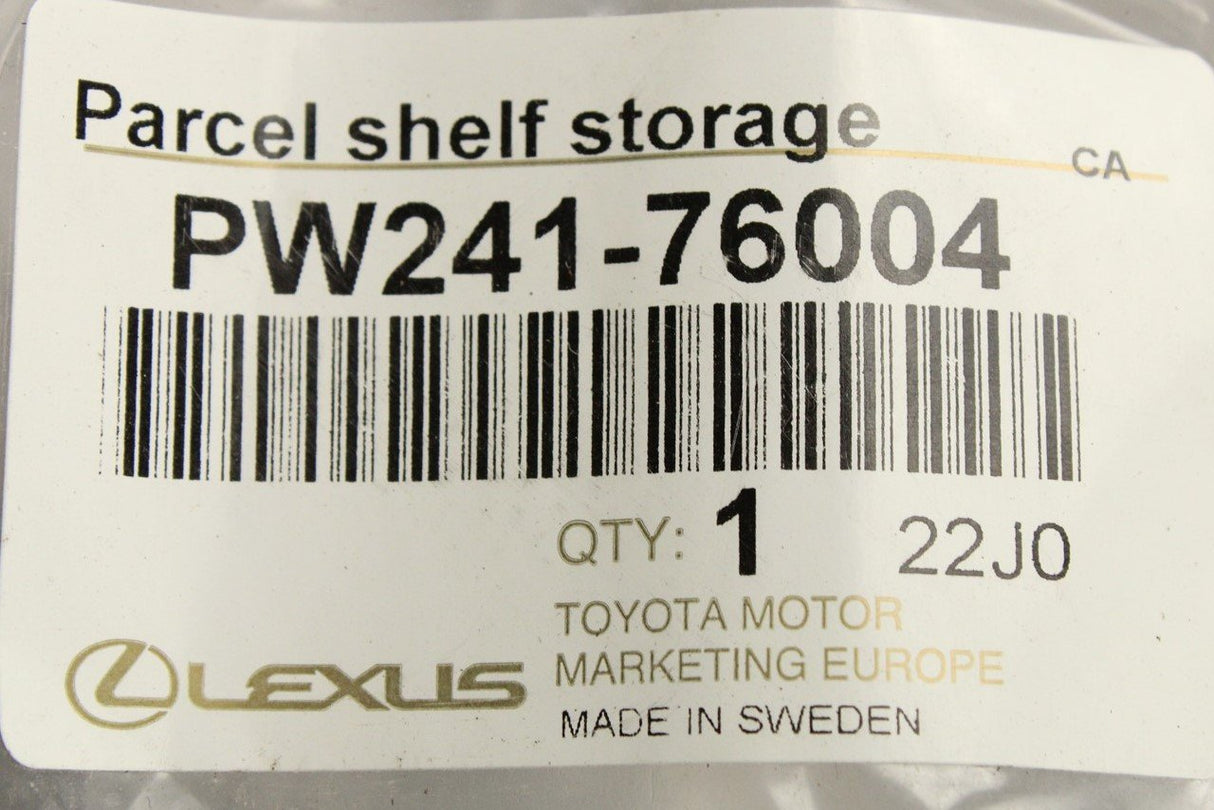 Parcel shelf storage
CA
PW241-76004
QTY: 1 22J0
TOYOTA MOTOR
MARKETING EUROPE
LEXUS
MADE IN SWEDEN